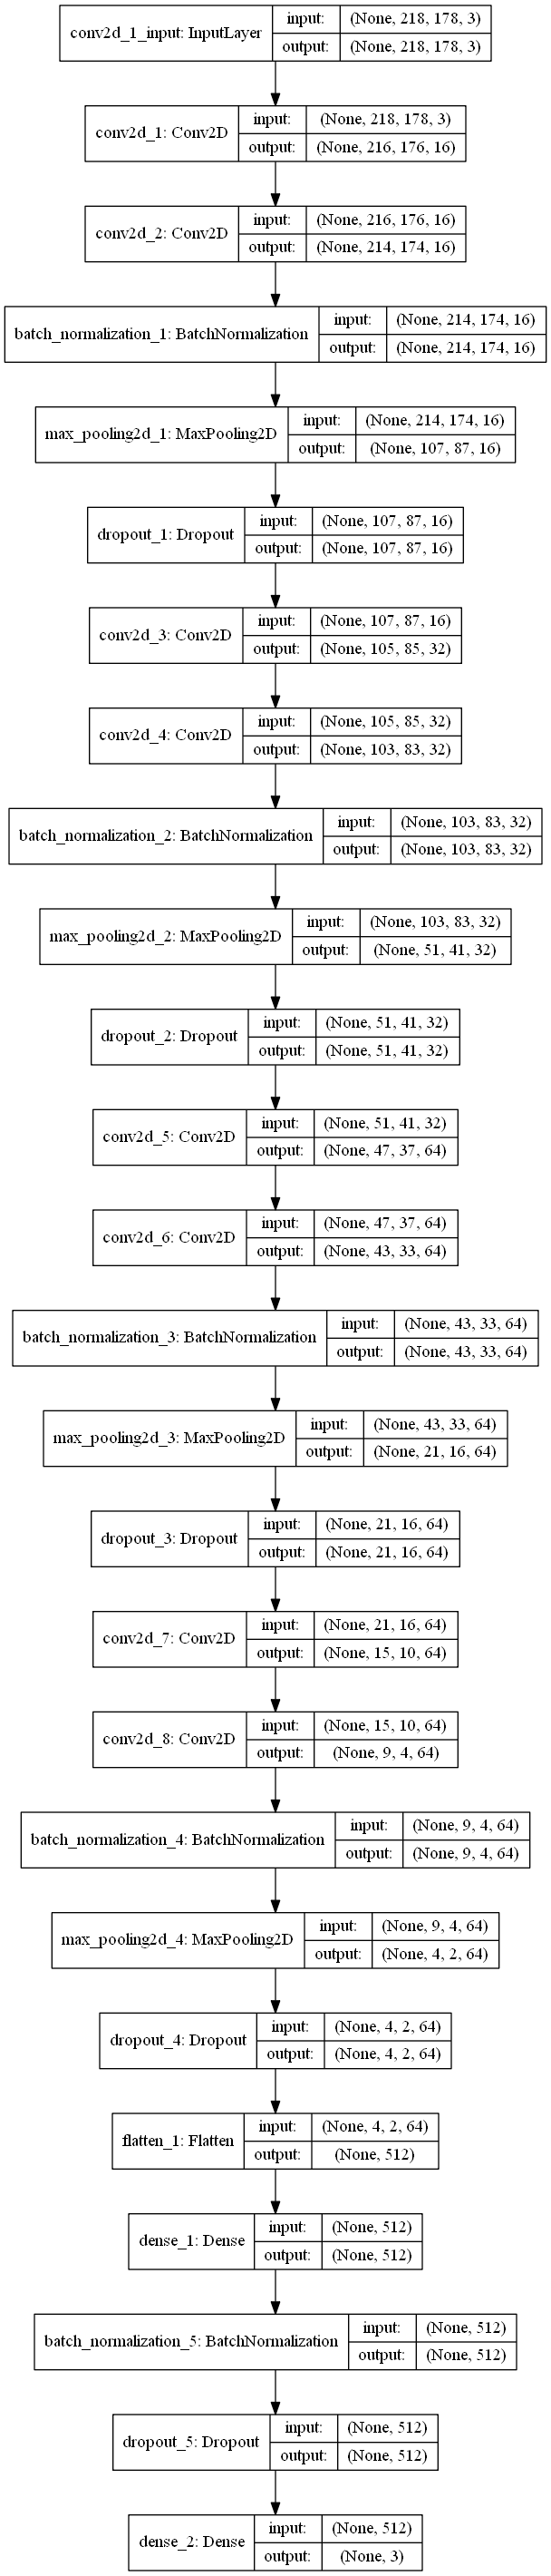 conv2d_1_input: InputLayer input: (None, 218, 178, 3)
output: (None, 218, 178, 3)
conv2d_1: Conv2D input: (None, 218, 178, 3)
output: (None, 216, 176, 16)
conv2d_2: Conv2D input: (None, 216, 176, 16)
output: (None, 214, 174, 16)
batch_normalization_1: BatchNormalization input: (None, 214, 174, 16)
output: (None, 214, 174, 16)
max_pooling2d_1: MaxPooling2D input: (None, 214, 174, 16)
output: (None, 107, 87, 16)
dropout_1: Dropout input: (None, 107, 87, 16)
output: (None, 107, 87, 16)
conv2d_3: Conv2D input: (None, 107, 87, 16)
output: (None, 105, 85, 32)
conv2d_4: Conv2D input: (None, 105, 85, 32)
output: (None, 103, 83, 32)
batch_normalization_2: BatchNormalization input: (None, 103, 83, 32)
output: (None, 103, 83, 32)
max_pooling2d_2: MaxPooling2D input: (None, 103, 83, 32)
output: (None, 51, 41, 32)
dropout_2: Dropout input: (None, 51, 41, 32)
output: (None, 51, 41, 32)
conv2d_5: Conv2D input: (None, 51, 41, 32)
output: (None, 47, 37, 64)
conv2d_6: Conv2D input: (None, 47, 37, 64)
output: (None, 43, 33, 64)
batch_normalization_3: BatchNormalization input: (None, 43, 33, 64)
output: (None, 43, 33, 64)
max_pooling2d_3: MaxPooling2D input: (None, 43, 33, 64)
output: (None, 21, 16, 64)
dropout_3: Dropout input: (None, 21, 16, 64)
output: (None, 21, 16, 64)
conv2d_7: Conv2D input: (None, 21, 16, 64)
output: (None, 15, 10, 64)
conv2d_8: Conv2D input: (None, 15, 10, 64)
output: (None, 9, 4, 64)
batch_normalization_4: BatchNormalization input: (None, 9, 4, 64)
output: (None, 9, 4, 64)
max_pooling2d_4: MaxPooling2D input: (None, 9, 4, 64)
output: (None, 4, 2, 64)
dropout_4: Dropout input: (None, 4, 2, 64)
output: (None, 4, 2, 64)
flatten_1: Flatten input: (None, 4, 2, 64)
output: (None, 512)
dense_1: Dense input: (None, 512)
output: (None, 512)
batch_normalization_5: BatchNormalization input: (None, 512)
output: (None, 512)
dropout_5: Dropout input: (None, 512)
output: (None, 512)
dense_2: Dense input: (None, 512)
output: (None, 3)